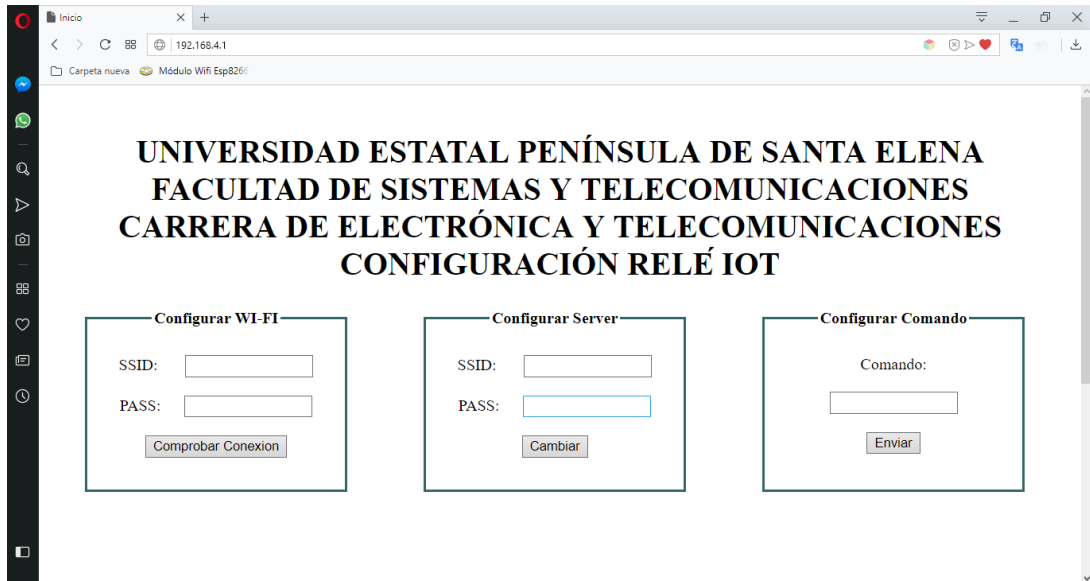 Inicio
192.168.4.1
Carpeta nueva Módulo Wifi Esp8266
UNIVERSIDAD ESTATAL PENÍNSULA DE SANTA ELENA
FACULTAD DE SISTEMAS Y TELECOMUNICACIONES
CARRERA DE ELECTRÓNICA Y TELECOMUNICACIONES
CONFIGURACIÓN RELÉ IOT
Configurar WI-FI
SSID:
PASS:
Comprobar Conexion
Configurar Server
SSID:
PASS:
Cambiar
Configurar Comando
Comando:
Enviar